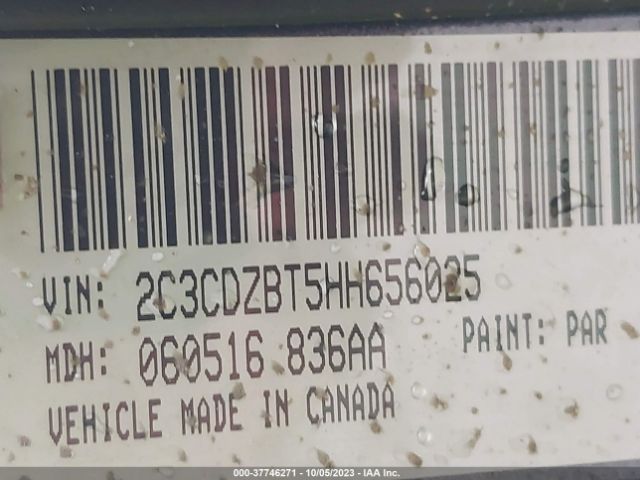 VIN: 2C3CDZBT5HH656025
MDH: 060516 836AA PAINT: PAR
VEHICLE MADE IN CANADA
000-37746271 - 10/05/2023 - IAA Inc.